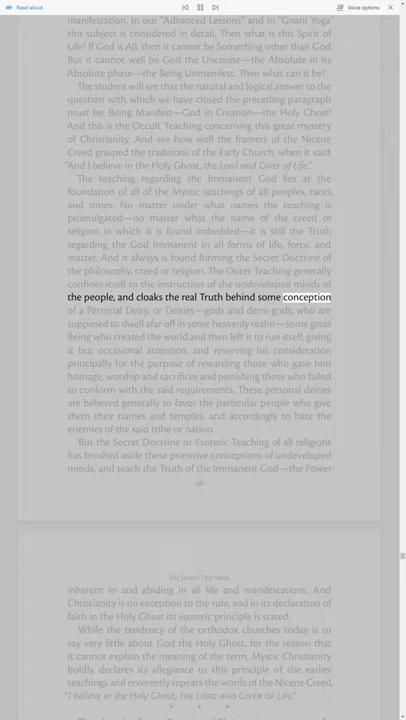 Read aloud
Voice options
manifestation. In our "Advanced Lessons" and in "Gnani Yoga"
this subject is considered in detail. Then what is this Spirit of
Life? If God is All, then it cannot be Something other than God.
But it cannot well be God the Uncreate—the Absolute in its
Absolute phase—the Being Unmanifest. Then what can it be?
The student will see that the natural and logical answer to the
question with which we have closed the preceding paragraph
must be: Being Manifest—God in Creation—the Holy Ghost!
And this is the Occult Teaching concerning this great mystery
of Christianity. And see how well the framers of the Nicene
Creed grasped the traditions of the Early Church, when it said:
"And I believe in the Holy Ghost, the Lord and Giver of Life."
The teaching regarding the Immanent God lies at the
foundation of all of the Mystic teachings of all peoples, races,
and times. No matter under what names the teaching is
promulgated—no matter what the name of the creed or
religion in which it is found imbedded—it is still the Truth
regarding the God Immanent in all forms of life, force, and
matter. And it always is found forming the Secret Doctrine of
the philosophy, creed or religion. The Outer Teaching generally
confines itself to the instruction of the undeveloped minds of
the people, and cloaks the real Truth behind some conception
of a Personal Deity, or Deities—gods and demi-gods, who are
supposed to dwell afar off in some heavenly realm—some great
Being who created the world and then left it to run itself, giving
it but occasional attention, and reserving his consideration
principally for the purpose of rewarding those who gave him
homage, worship and sacrifices and punishing those who failed
to conform with the said requirements. These personal deities
are believed generally to favor the particular people who give
them their names and temples, and accordingly to hate the
enemies of the said tribe or nation.
But the Secret Doctrine or Esoteric Teaching of all religions
has brushed aside these primitive conceptions of undeveloped
minds, and teach the Truth of the Immanent God—the Power
The Secret Doctrine
inherent in and abiding in all life and manifestations. And
Christianity is no exception to the rule, and in its declaration of
faith in the Holy Ghost its esoteric principle is stated.
While the tendency of the orthodox churches today is to
say very little about God the Holy Ghost, for the reason that
it cannot explain the meaning of the term, Mystic Christianity
boldly declares its allegiance to this principle of the earlier
teachings and reverently repeats the words of the Nicene Creed,
"I believe in the Holy Ghost, THE LORD AND GIVER OF LIFE."
* * *